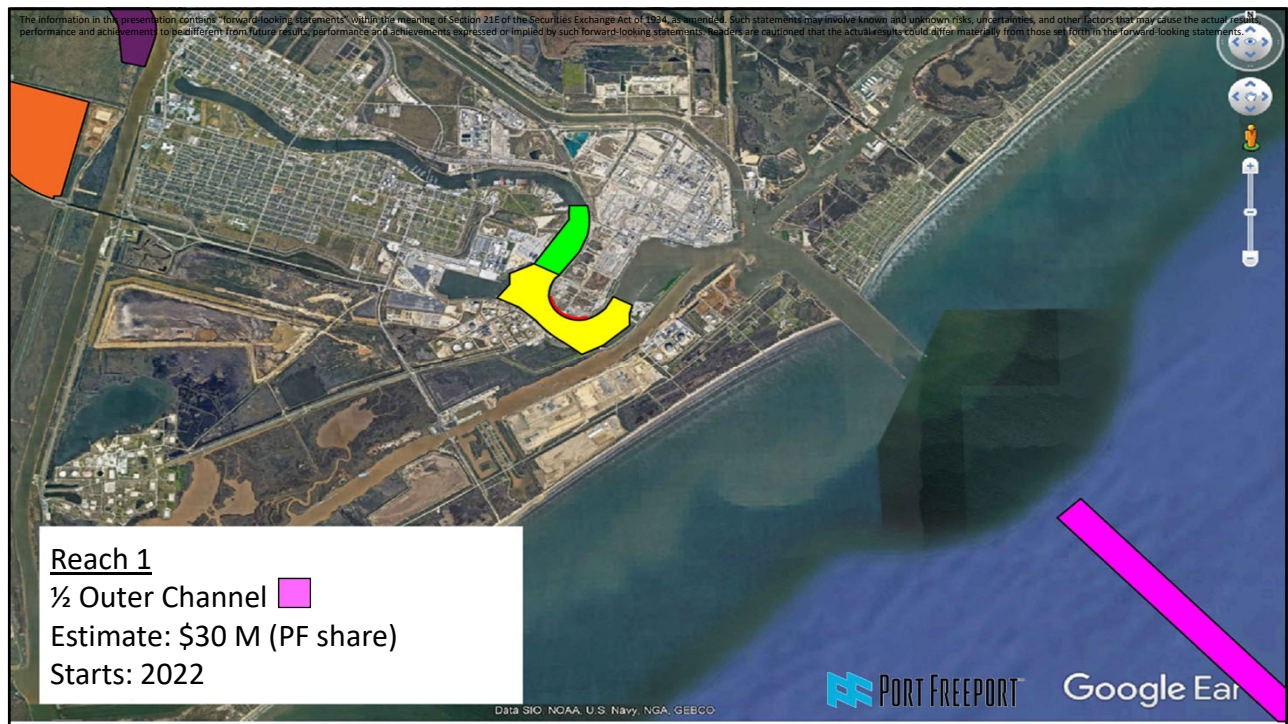 The information in this presentation contains "forward-looking statements" within the meaning of Section 21E of the Securities Exchange Act of 1934, as amended. Such statements may involve known and unknown risks, uncertainties, and other factors that may cause the actual results,
performance and achievements to be different from future results, performance and achievements expressed or implied by such forward-looking statements. Readers are cautioned that the actual results could differ materially from those set forth in the forward-looking statements.
N
Reach 1
½ Outer Channel
Estimate: $30 M (PF share)
Starts: 2022
PORT FREEPORT
Google Ear
Data SIO, NOAA, U.S. Navy, NGA, GEBCO